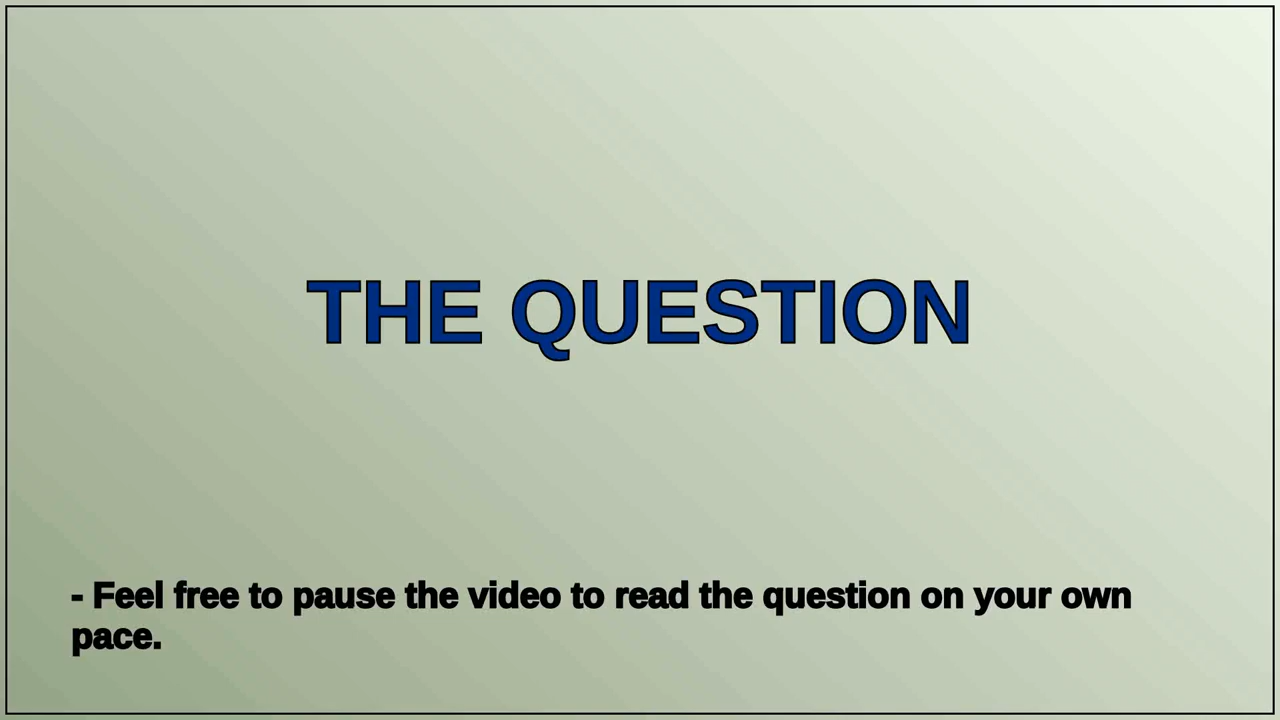 THE QUESTION
- Feel free to pause the video to read the question on your own
pace.